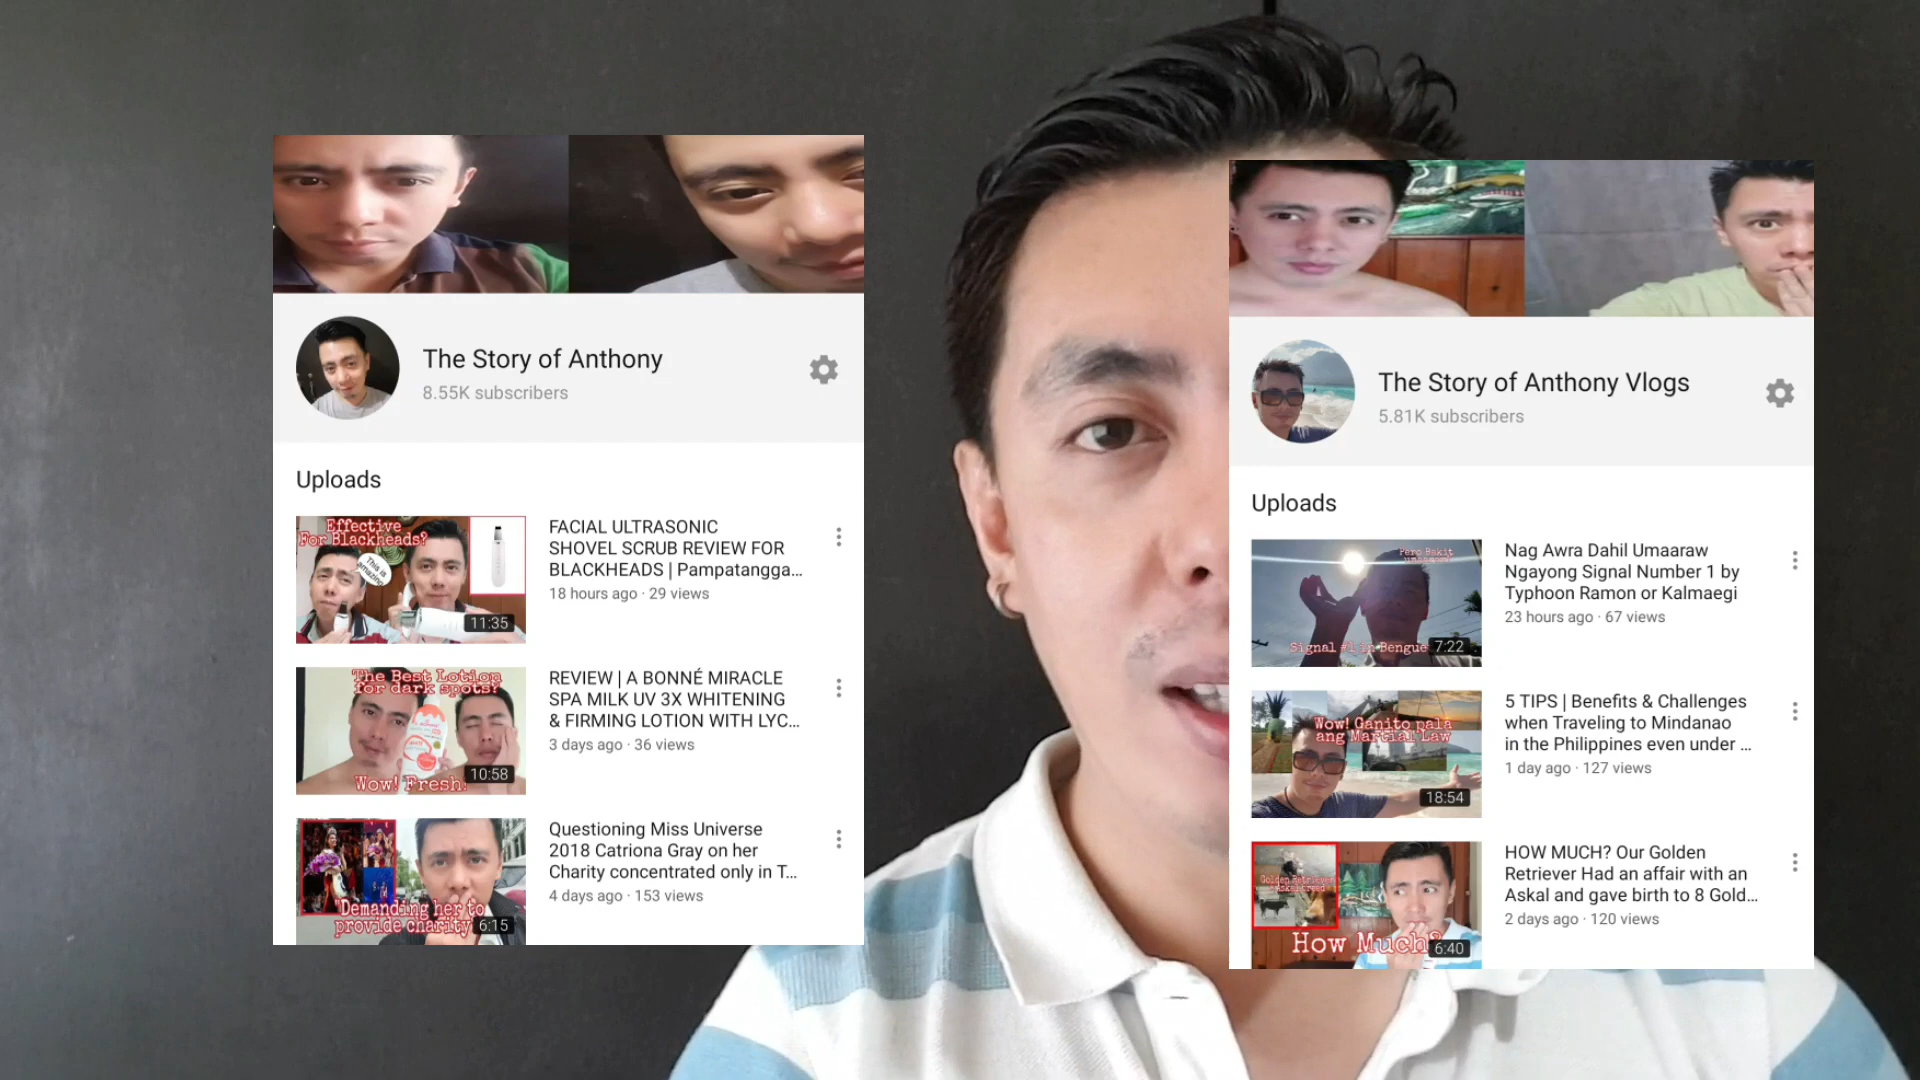 The Story of Anthony
8.55K subscribers
Uploads
Effective
For Blackheads?
This is
amazing
11:35
FACIAL ULTRASONIC
SHOVEL SCRUB REVIEW FOR
BLACKHEADS | Pampatangga...
18 hours ago · 29 views
The Best Lotion
for dark spots?
Wow! Fresh!
10:58
REVIEW | A BONNÉ MIRACLE
SPA MILK UV 3X WHITENING
& FIRMING LOTION WITH LYC...
3 days ago · 36 views
"Demanding her to
provide charity
6:15
Questioning Miss Universe
2018 Catriona Gray on her
Charity concentrated only in T...
4 days ago · 153 views
The Story of Anthony Vlogs
5.81K subscribers
Uploads
Pero Bakit
umaaraw?
Signal #1 in Bengue
7:22
Nag Awra Dahil Umaaraw
Ngayong Signal Number 1 by
Typhoon Ramon or Kalmaegi
23 hours ago · 67 views
Wow! Ganito pala
ang Martial Law
18:54
5 TIPS | Benefits & Challenges
when Traveling to Mindanao
in the Philippines even under ...
1 day ago · 127 views
Golden Retriever
How Much?
6:40
HOW MUCH? Our Golden
Retriever Had an affair with an
Askal and gave birth to 8 Gold...
2 days ago · 120 views